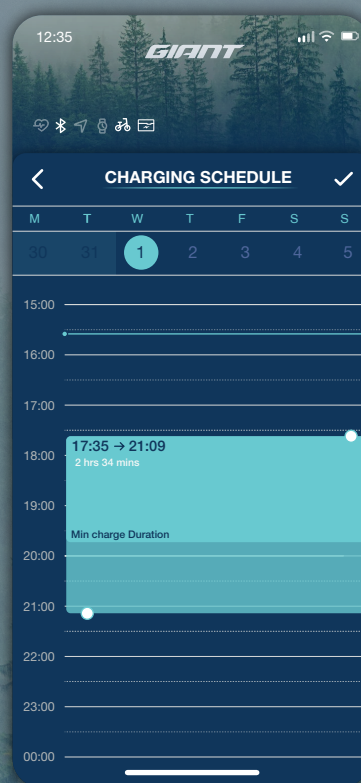 12:35
GIANT
CHARGING SCHEDULE
M T W T F S S
30 31 1 2 3 4 5
15:00
16:00
17:00
17:35 → 21:09
18:00
2 hrs 34 mins
19:00
Min charge Duration
20:00
21:00
22:00
23:00
00:00